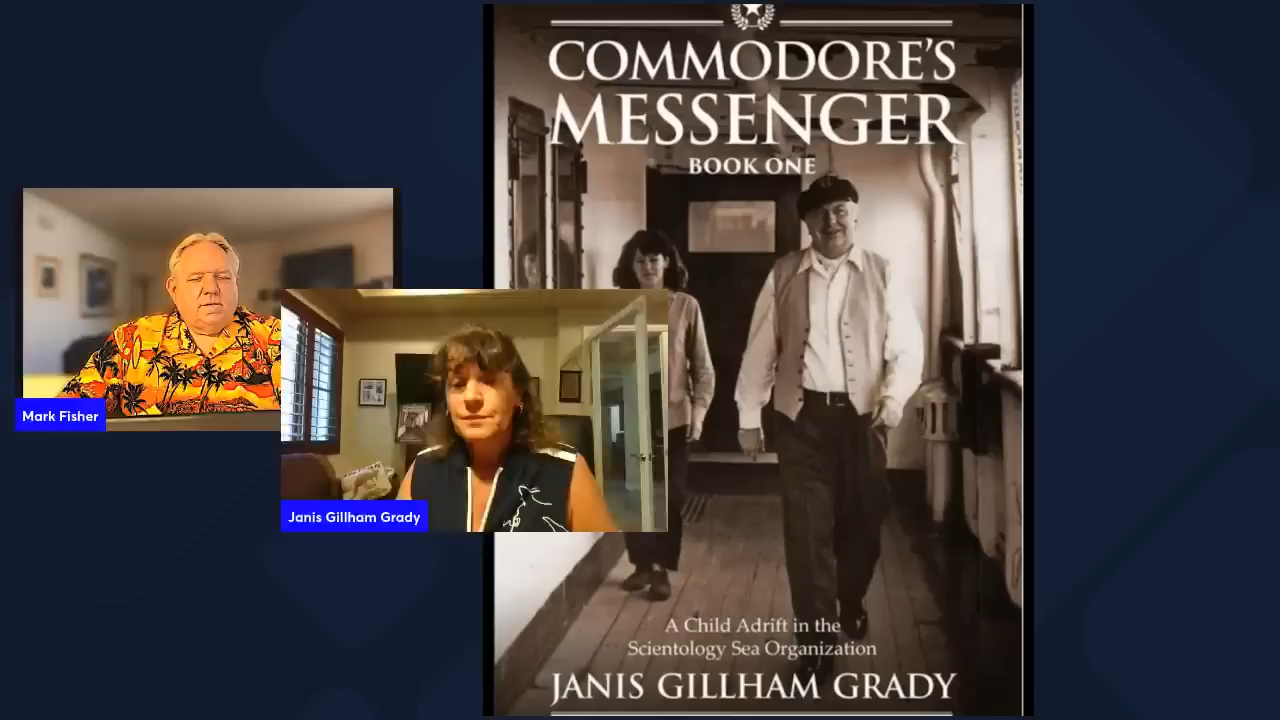 COMMODORE'S
MESSENGER
BOOK ONE
Mark Fisher
Janis Gillham Grady
A Child Adrift in the
Scientology Sea Organization
JANIS GILLHAM GRADY